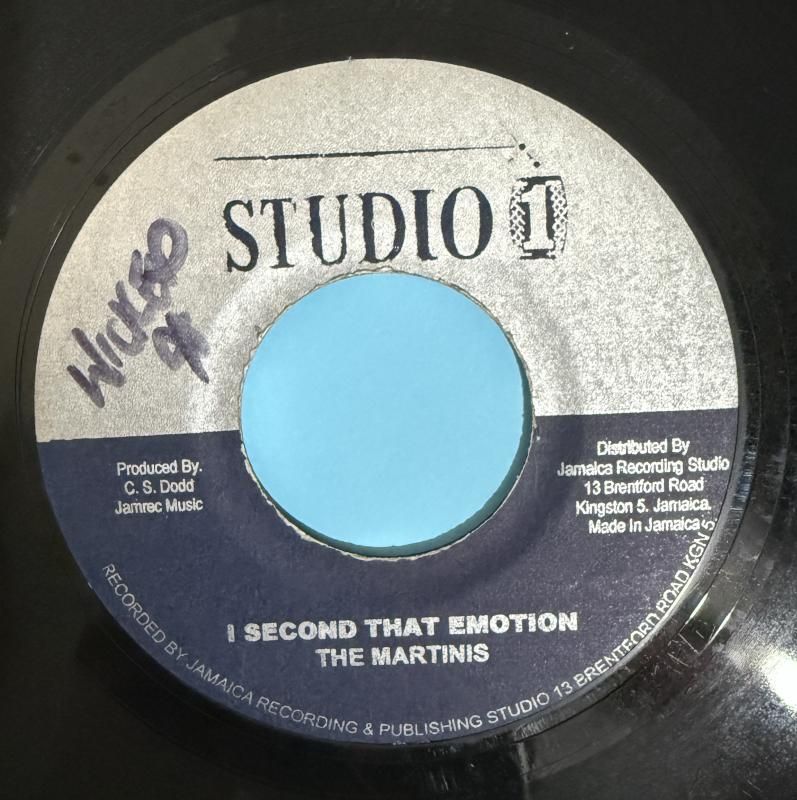 STUDIO 1
WICKED
Produced By.
C. S. Dodd
Jamrec Music
Distributed By
Jamaica Recording Studio
13 Brentford Road
Kingston 5. Jamaica.
Made In Jamaica
I SECOND THAT EMOTION
THE MARTINIS
RECORDED BY JAMAICA RECORDING & PUBLISHING STUDIO 13 BRENTFORD ROAD KGN 5.